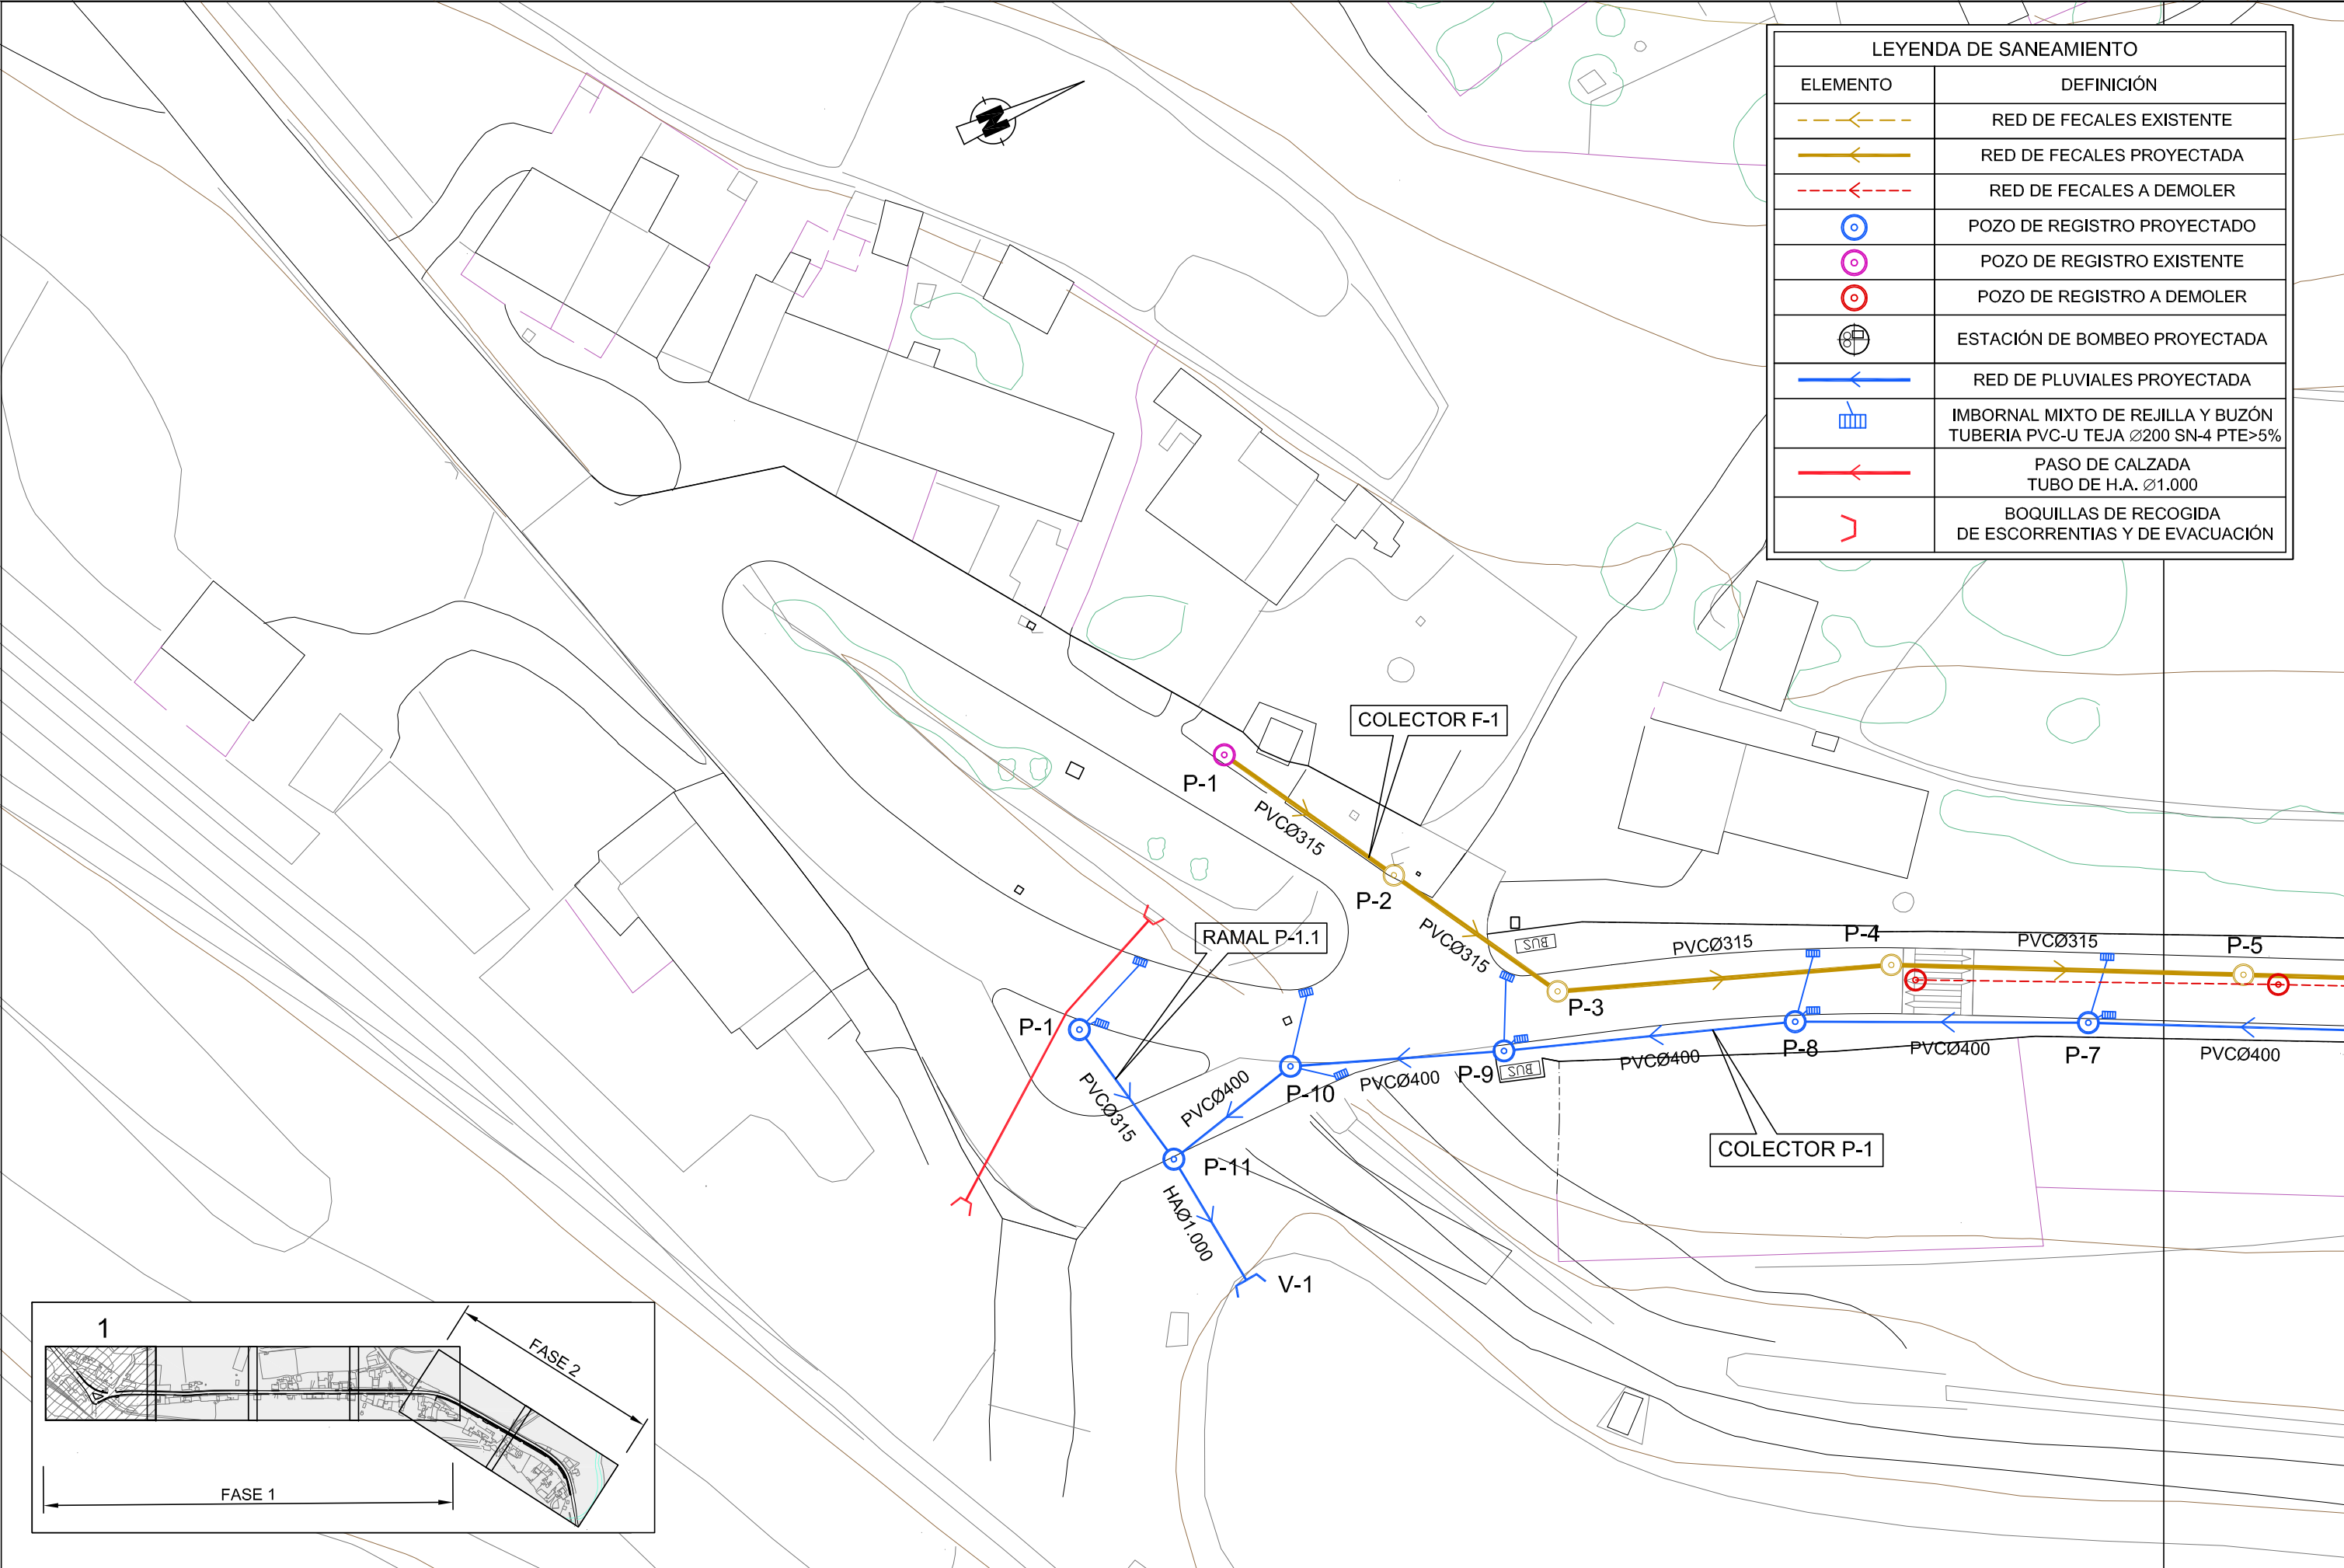 LEYENDA DE SANEAMIENTO
ELEMENTO
DEFINICIÓN
RED DE FECALES EXISTENTE
RED DE FECALES PROYECTADA
RED DE FECALES A DEMOLER
POZO DE REGISTRO PROYECTADO
POZO DE REGISTRO EXISTENTE
POZO DE REGISTRO A DEMOLER
ESTACIÓN DE BOMBEO PROYECTADA
RED DE PLUVIALES PROYECTADA
IMBORNAL MIXTO DE REJILLA Y BUZÓN
TUBERIA PVC-U TEJA Ø200 SN-4 PTE>5%
PASO DE CALZADA
TUBO DE H.A. Ø1.000
BOQUILLAS DE RECOGIDA
DE ESCORRENTIAS Y DE EVACUACIÓN
N
COLECTOR F-1
P-1
PVCØ315
P-2
PVCØ315
BUS
P-3
PVCØ315
P-4
PVCØ315
P-5
RAMAL P-1.1
P-1
PVCØ315
PVCØ400
P-10
PVCØ400
P-9
BUS
PVCØ400
P-8
PVCØ400
P-7
PVCØ400
COLECTOR P-1
P-11
HAØ1.000
V-1
1
FASE 2
FASE 1